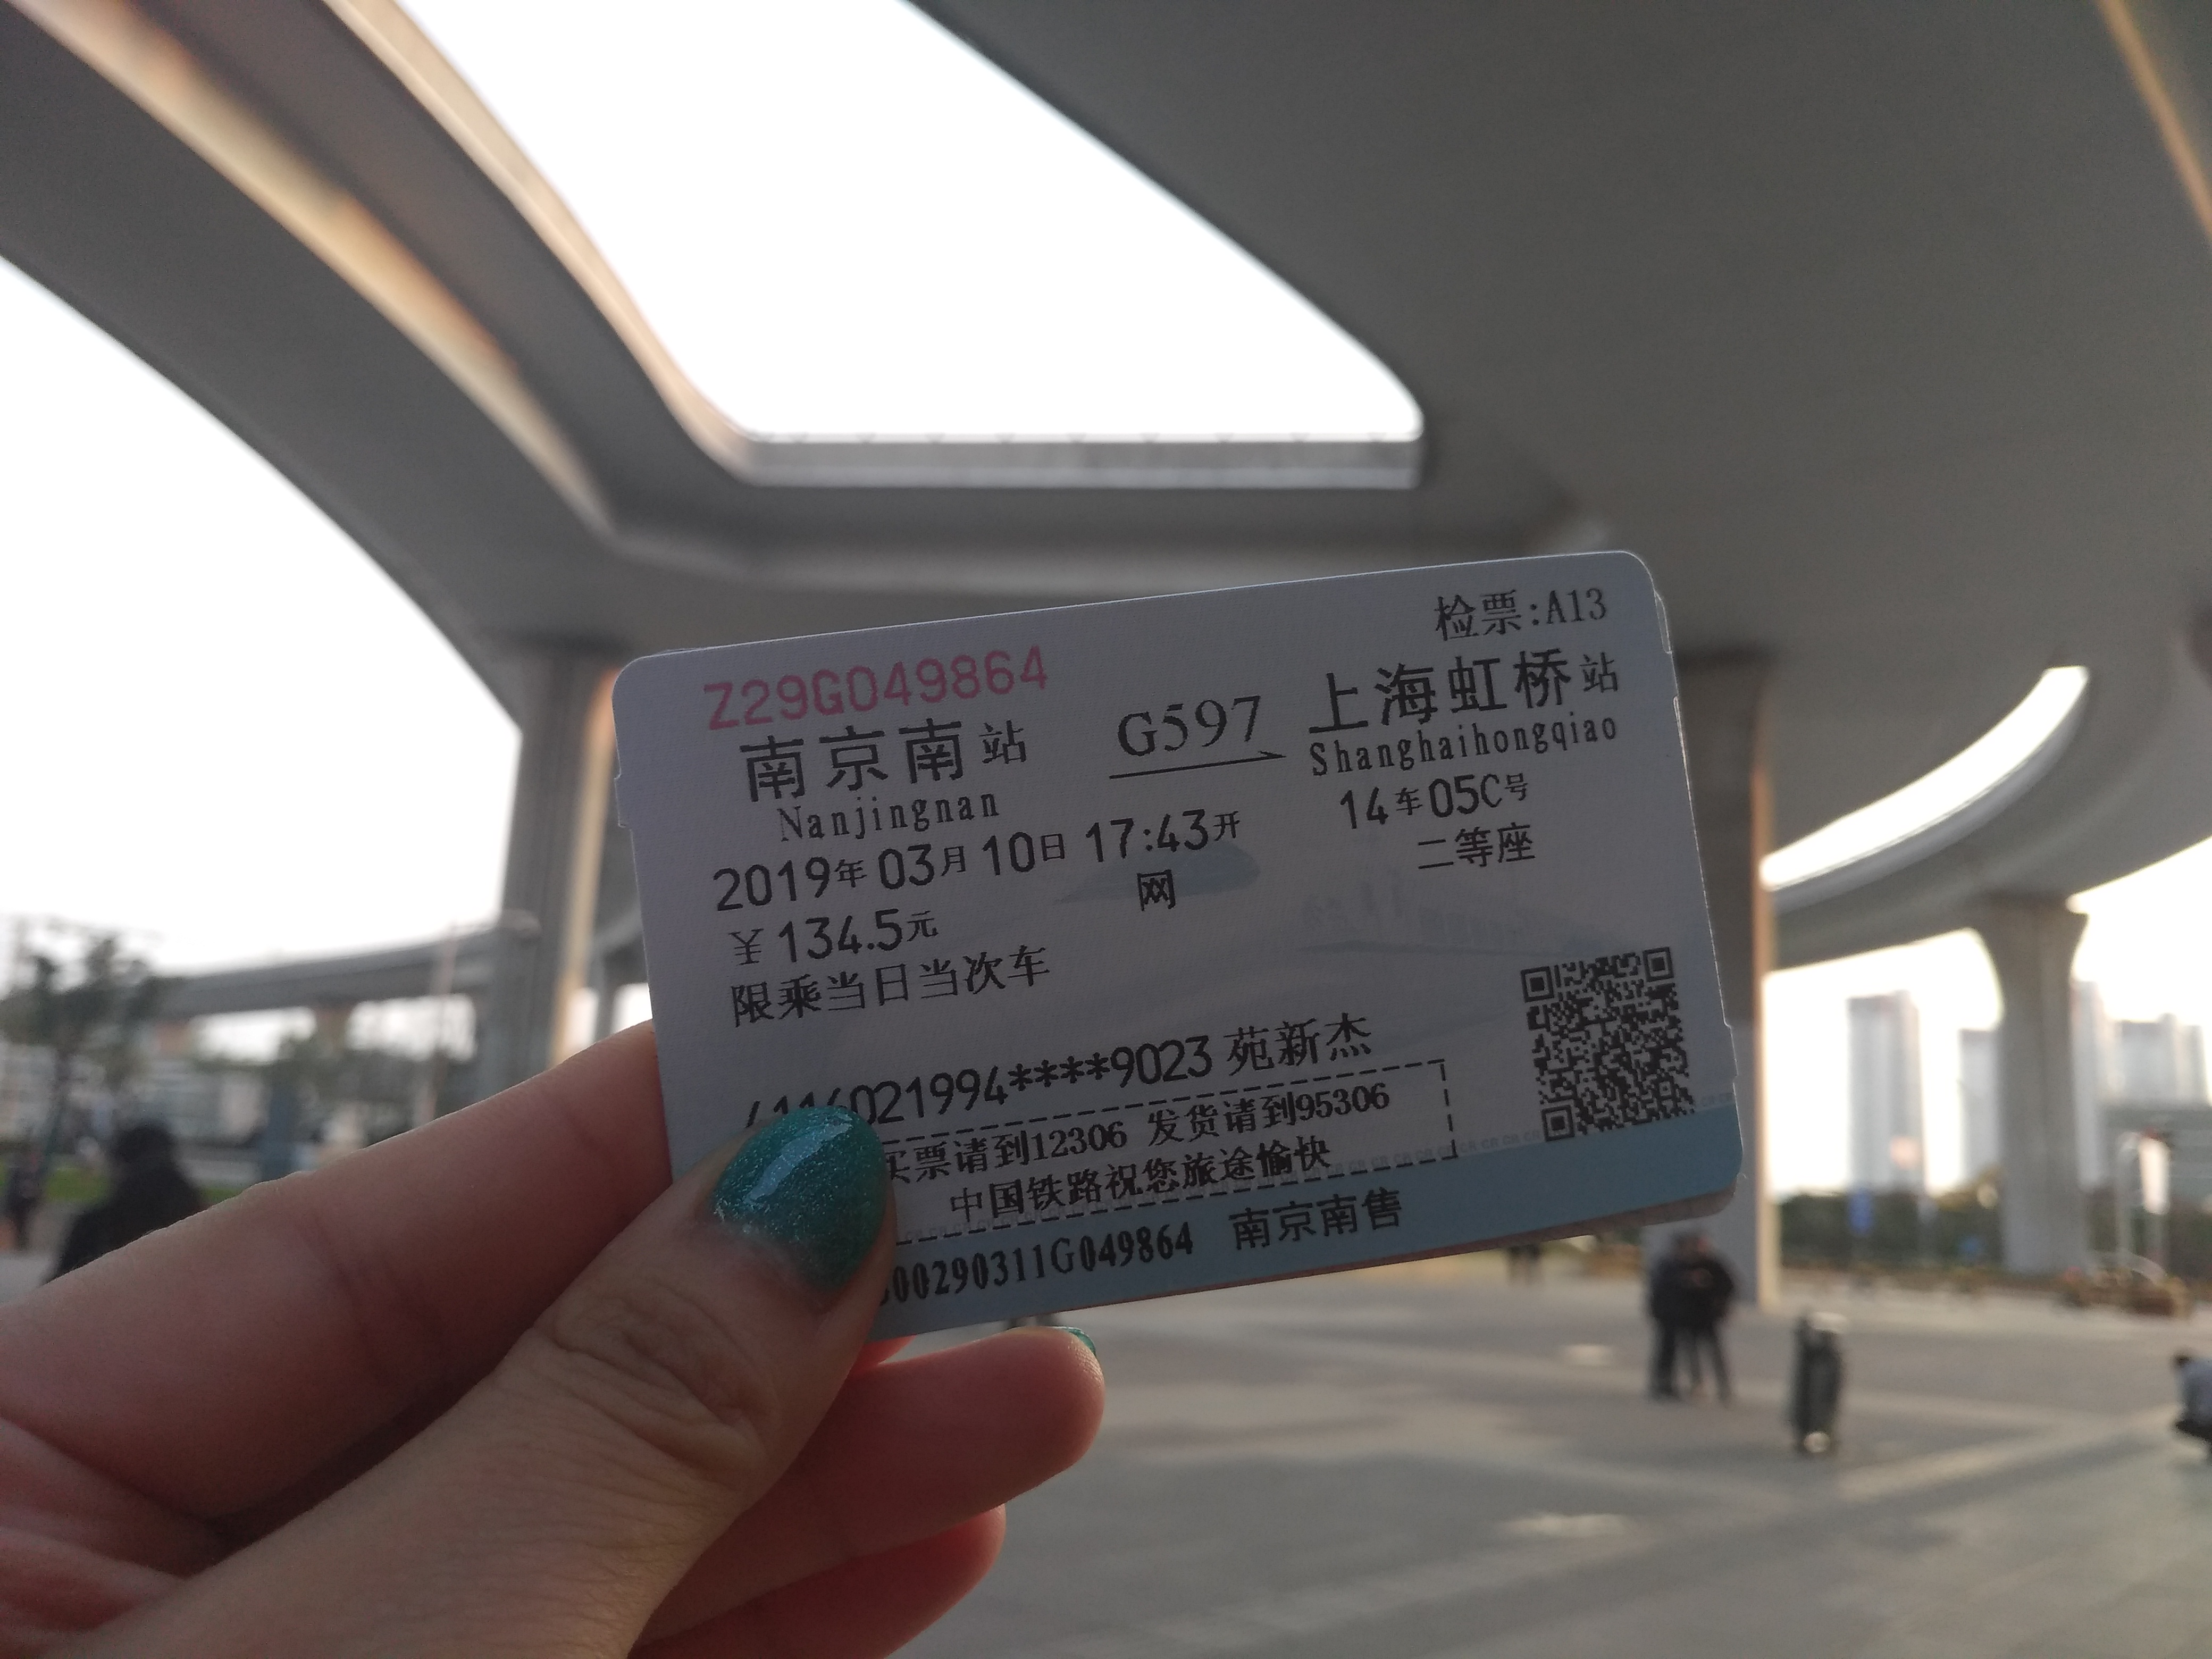 检票:A13
Z29G049864
南京南站 G597 上海虹桥站
Nanjingnan Shanghaihongqiao
2019年03月10日 17:43开 14车05C号
¥134.5元 网 二等座
限乘当日当次车
021994****9023 苑新杰
买票请到12306 发货请到95306
中国铁路祝您旅途愉快
00290311G049864 南京南售